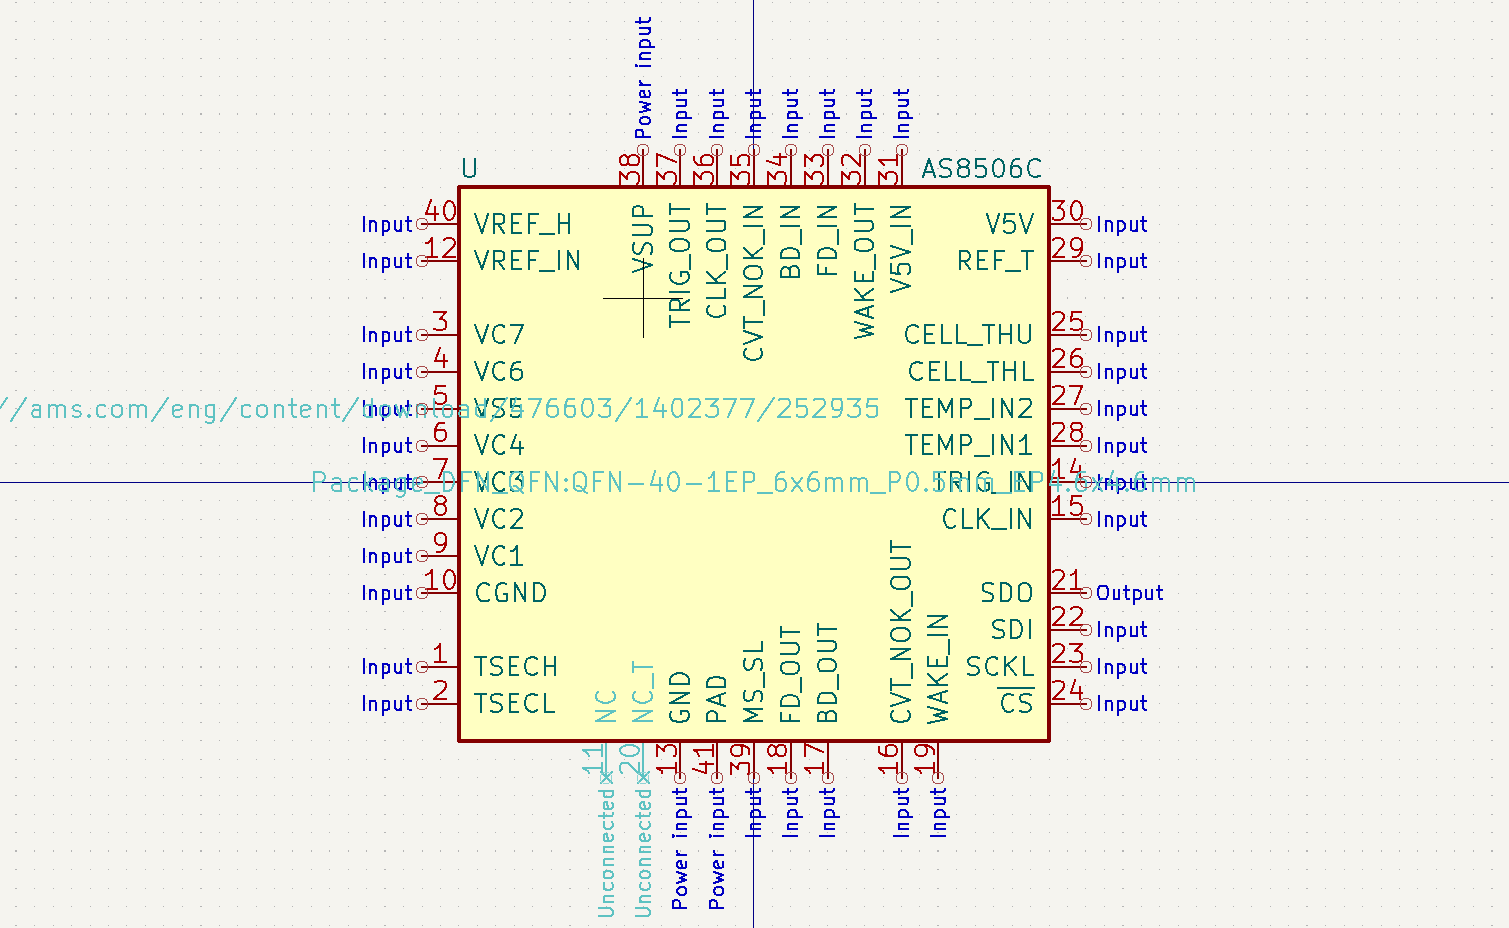 Power input
Input
Input
Input
Input
Input
Input
Input
38
37
36
35
34
33
32
31
U
AS8506C
VSUP
TRIG_OUT
CLK_OUT
CVT_NOK_IN
BD_IN
FD_IN
WAKE_OUT
V5V_IN
Input 40 VREF_H
V5V 30 Input
Input 12 VREF_IN
REF_T 29 Input
Input 3 VC7
CELL_THU 25 Input
Input 4 VC6
CELL_THL 26 Input
Input 5
TEMP_IN2 27 Input
//ams.com/eng/content/download/476603/1402377/252935
Input 6 VC4
TEMP_IN1 28 Input
Input 7 VC3
TRIG_IN 14 Input
Package_DFN_QFN:QFN-40-1EP_6x6mm_P0.5mm_EP4.6x4.6mm
Input 8 VC2
CLK_IN 15 Input
Input 9 VC1
Input 10 CGND
SDO 21 Output
SDI 22 Input
Input 1 TSECH
SCKL 23 Input
Input 2 TSECL
CS 24 Input
NC
NC_T
GND
PAD
MS_SL
FD_OUT
BD_OUT
CVT_NOK_OUT
WAKE_IN
11
20
13
41
39
18
17
16
19
Unconnected
Unconnected
Power input
Power input
Input
Input
Input
Input
Input